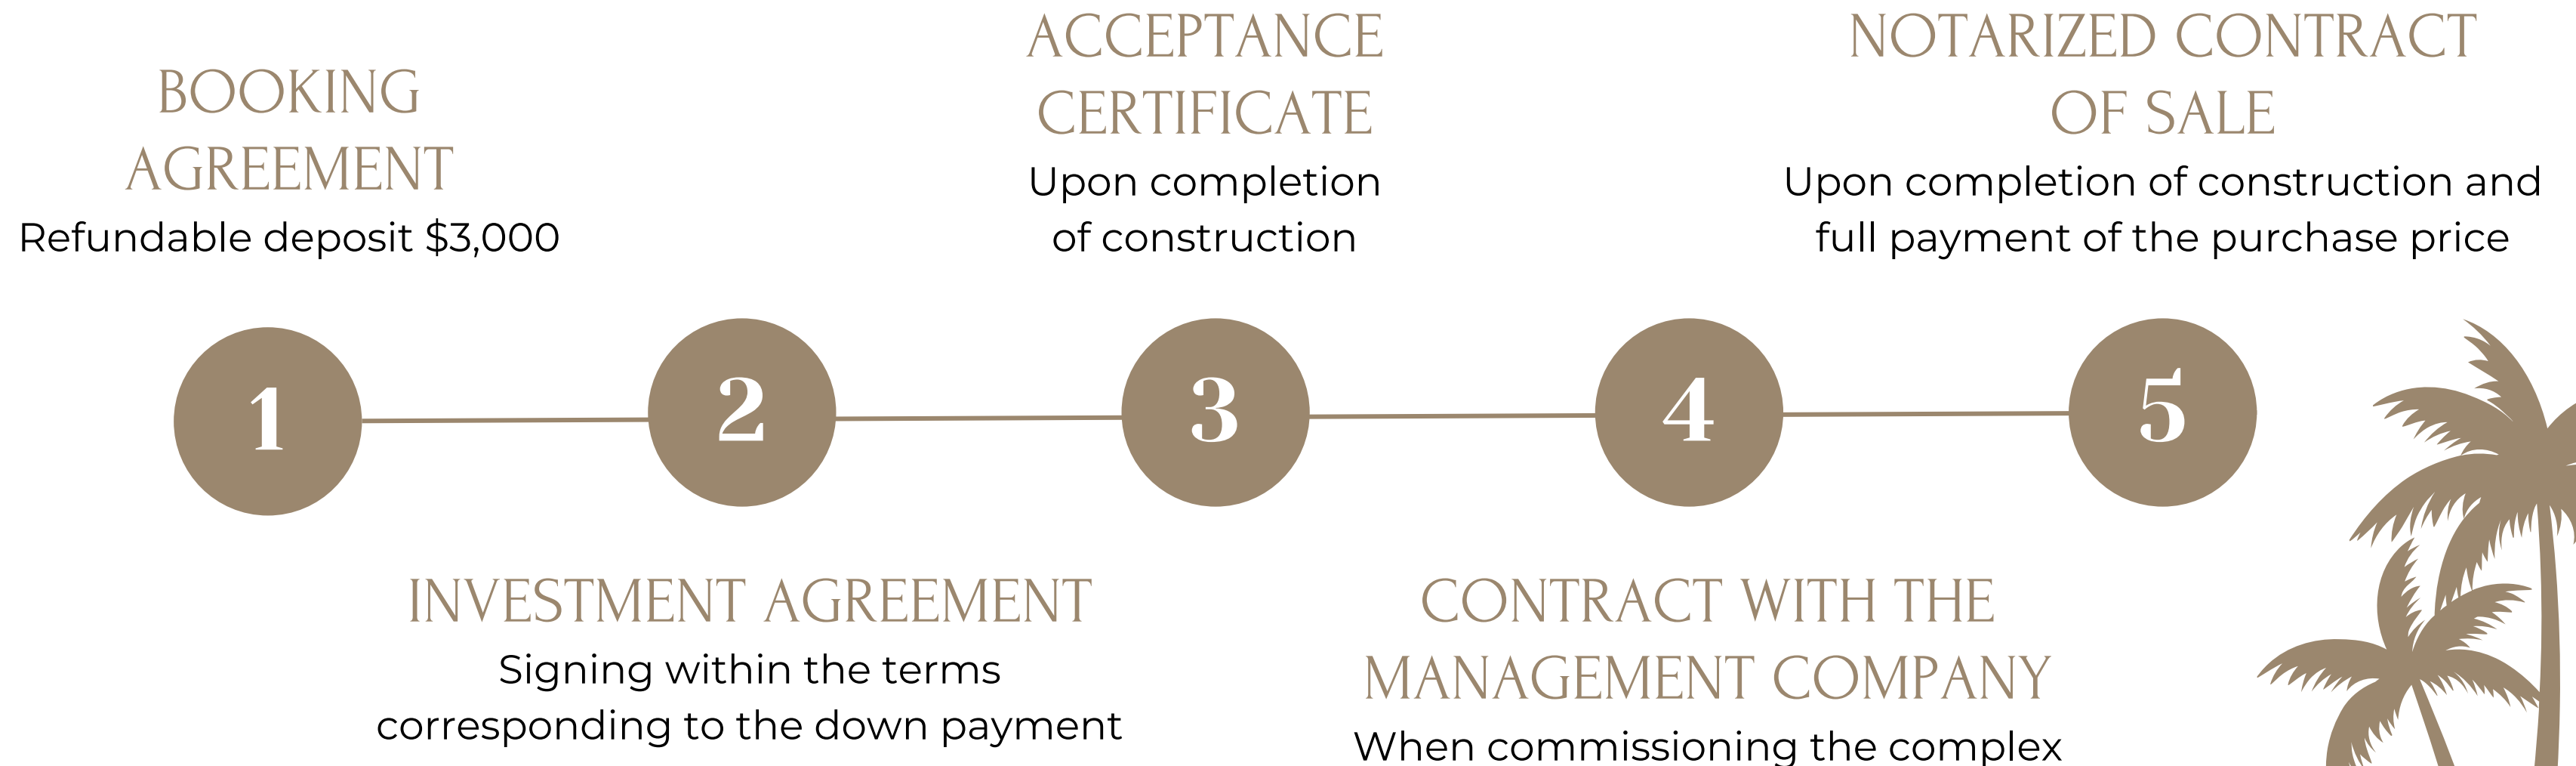 BOOKING
AGREEMENT
Refundable deposit $3,000
ACCEPTANCE
CERTIFICATE
Upon completion
of construction
NOTARIZED CONTRACT
OF SALE
Upon completion of construction and
full payment of the purchase price
1
2
3
4
5
INVESTMENT AGREEMENT
Signing within the terms
corresponding to the down payment
CONTRACT WITH THE
MANAGEMENT COMPANY
When commissioning the complex